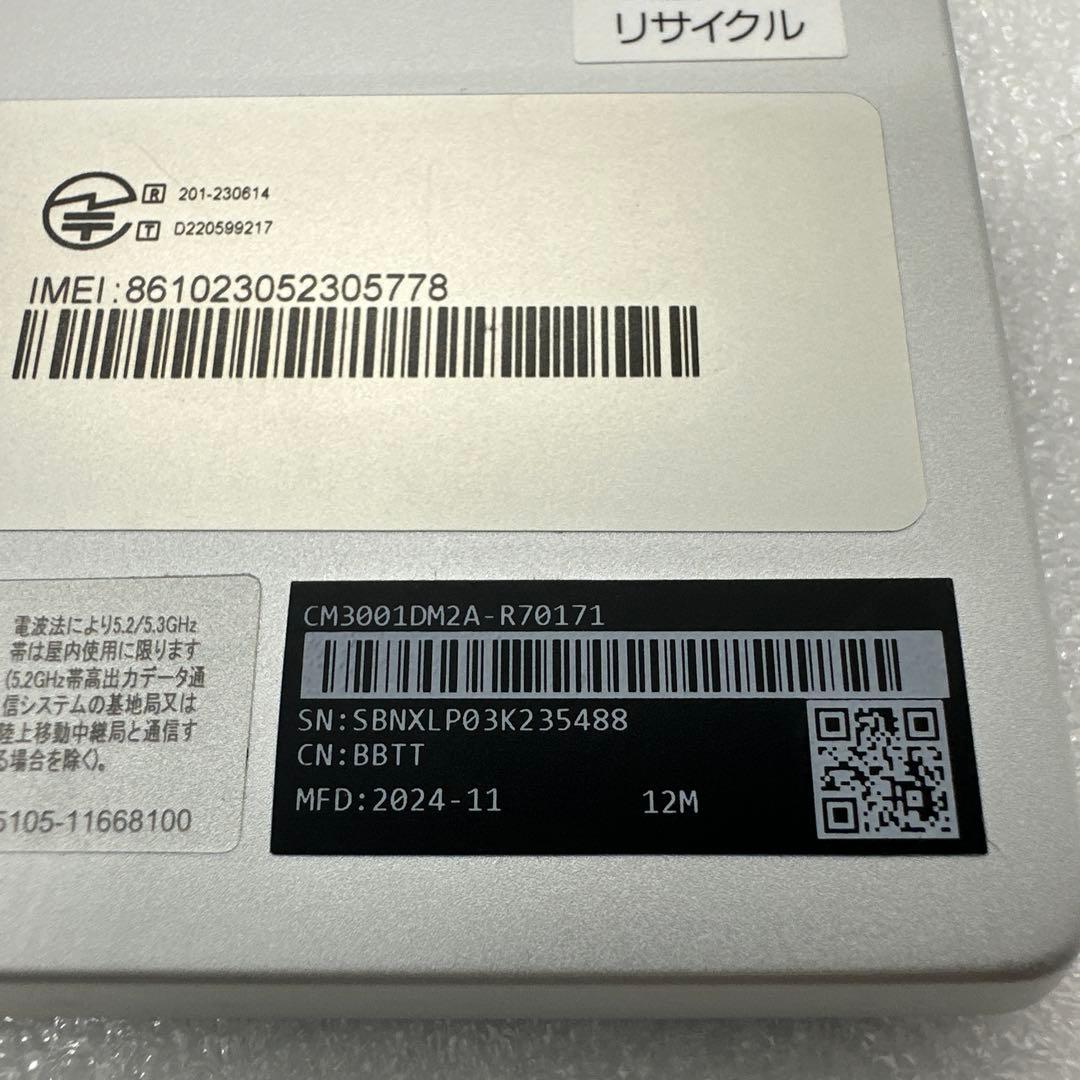 リサイクル
R 201-230614
T D220599217
IMEI:861023052305778
電波法により5.2/5.3GHz
帯は屋内使用に限ります
(5.2GHz帯高出力データ通
信システムの基地局又は
陸上移動中継局と通信す
る場合を除く)。
5105-11668100
CM3001DM2A-R70171
SN:SBNXLP03K235488
CN:BBTT
MFD:2024-11 12M